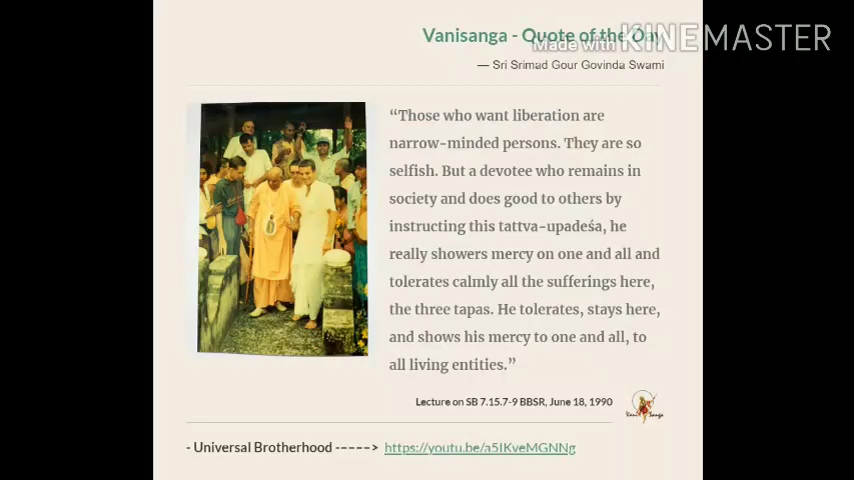 Vanisanga - Quote of the Day
Made with KINEMASTER
— Sri Srimad Gour Govinda Swami
“Those who want liberation are
narrow-minded persons. They are so
selfish. But a devotee who remains in
society and does good to others by
instructing this tattva-upadeśa, he
really showers mercy on one and all and
tolerates calmly all the sufferings here,
the three tapas. He tolerates, stays here,
and shows his mercy to one and all, to
all living entities.”
Lecture on SB 7.15.7-9 BBSR, June 18, 1990
Vani Sanga
- Universal Brotherhood -----> https://youtu.be/a5IKveMGNNg